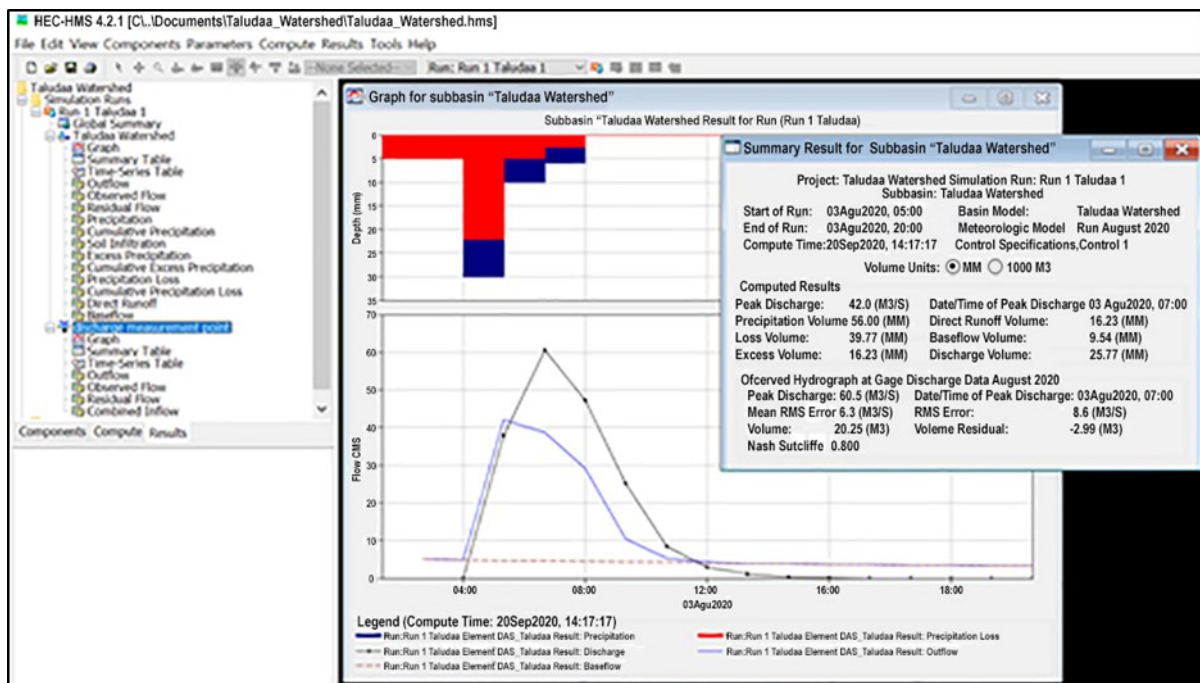 HEC-HMS 4.2.1 [C\..\Documents\Taludaa_Watershed\Taludaa_Watershed.hms]
File Edit View Components Parameters Compute Results Tools Help
--None Selected-- Run: Run 1 Taludaa 1
Taludaa Watershed
Simulation Runs
Run 1 Taludaa 1
Global Summary
Taludaa Watershed
Graph
Summary Table
Time-Series Table
Outflow
Observed Flow
Residual Flow
Precipitation
Cumulative Precipitation
Soil Infiltration
Excess Precipitation
Cumulative Excess Precipitation
Precipitation Loss
Cumulative Precipitation Loss
Direct Runoff
Baseflow
discharge measurement point
Graph
Summary Table
Time-Series Table
Outflow
Observed Flow
Residual Flow
Combined Inflow
Components Compute Results
Graph for subbasin “Taludaa Watershed”
Subbasin “Taludaa Watershed Result for Run (Run 1 Taludaa)
0
5
10
15
20
25
30
35
Depth (mm)
70
60
50
40
30
20
10
0
Flow CMS
04:00 08:00 12:00 16:00 20:00
03Agu2020
Legend (Compute Time: 20Sep2020, 14:17:17)
Run:Run 1 Taludaa Element DAS_Taludaa Result: Precipitation
Run:Run 1 Taludaa Element DAS_Taludaa Result: Precipitation Loss
Run:Run 1 Taludaa Element DAS_Taludaa Result: Discharge
Run:Run 1 Taludaa Element DAS_Taludaa Result: Outflow
Run:Run 1 Taludaa Element DAS_Taludaa Result: Baseflow
Summary Result for Subbasin “Taludaa Watershed”
Project: Taludaa Watershed Simulation Run: Run 1 Taludaa 1
Subbasin: Taludaa Watershed
Start of Run: 03Agu2020, 05:00 Basin Model: Taludaa Watershed
End of Run: 03Agu2020, 20:00 Meteorologic Model Run August 2020
Compute Time:20Sep2020, 14:17:17 Control Specifications,Control 1
Volume Units: MM 1000 M3
Computed Results
Peak Discharge: 42.0 (M3/S) Date/Time of Peak Discharge 03 Agu2020, 07:00
Precipitation Volume 56.00 (MM) Direct Runoff Volume: 16.23 (MM)
Loss Volume: 39.77 (MM) Baseflow Volume: 9.54 (MM)
Excess Volume: 16.23 (MM) Discharge Volume: 25.77 (MM)
Ofcerved Hydrograph at Gage Discharge Data August 2020
Peak Discharge: 60.5 (M3/S) Date/Time of Peak Discharge: 03Agu2020, 07:00
Mean RMS Error 6.3 (M3/S) RMS Error: 8.6 (M3/S)
Volume: 20.25 (M3) Voleme Residual: -2.99 (M3)
Nash Sutcliffe 0.800